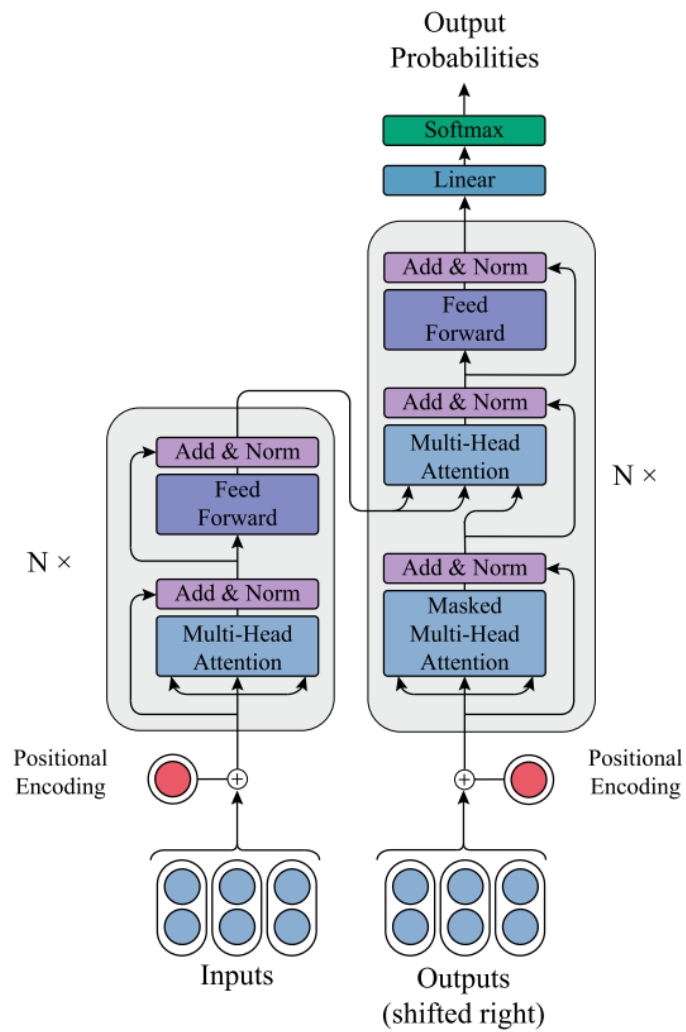 Output
Probabilities
Softmax
Linear
Add & Norm
Feed
Forward
Add & Norm
Multi-Head
Attention
N ×
Add & Norm
Masked
Multi-Head
Attention
Add & Norm
Feed
Forward
N ×
Add & Norm
Multi-Head
Attention
Positional
Encoding
+
+
Positional
Encoding
Inputs
Outputs
(shifted right)